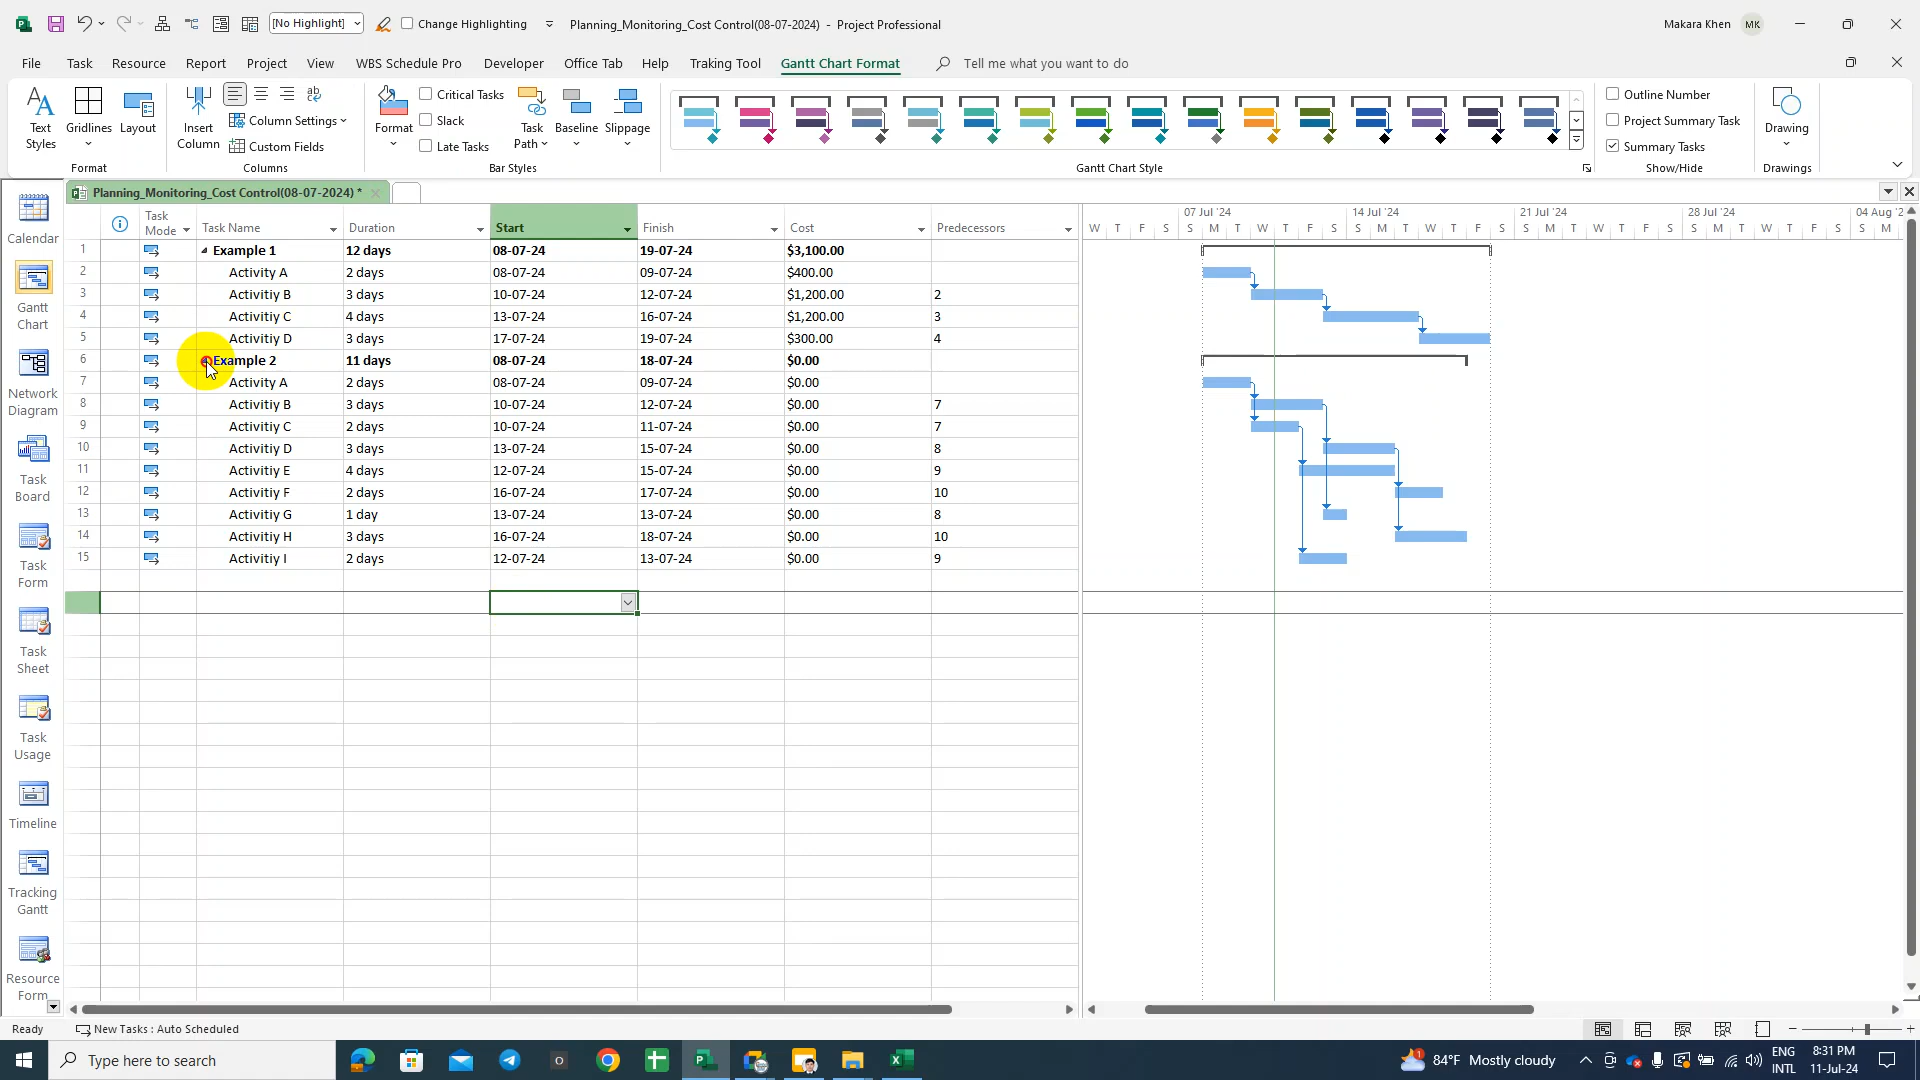 [No Highlight] Change Highlighting Planning_Monitoring_Cost Control(08-07-2024) - Project Professional Makara Khen MK
File Task Resource Report Project View WBS Schedule Pro Developer Office Tab Help Traking Tool Gantt Chart Format Tell me what you want to do
Text Styles Gridlines Layout
Format
Insert Column Column Settings Custom Fields
Columns
Format Critical Tasks Slack Late Tasks Task Path Baseline Slippage
Bar Styles
Gantt Chart Style
Outline Number
Project Summary Task
Summary Tasks
Show/Hide
Drawing
Drawings
Planning_Monitoring_Cost Control(08-07-2024) *
Calendar
Gantt Chart
Network Diagram
Task Board
Task Form
Task Sheet
Task Usage
Timeline
Tracking Gantt
Resource Form
Task Mode Task Name Duration Start Finish Cost Predecessors
1 Example 1 12 days 08-07-24 19-07-24 $3,100.00
2 Activity A 2 days 08-07-24 09-07-24 $400.00
3 Activitiy B 3 days 10-07-24 12-07-24 $1,200.00 2
4 Activitiy C 4 days 13-07-24 16-07-24 $1,200.00 3
5 Activitiy D 3 days 17-07-24 19-07-24 $300.00 4
6 Example 2 11 days 08-07-24 18-07-24 $0.00
7 Activity A 2 days 08-07-24 09-07-24 $0.00
8 Activitiy B 3 days 10-07-24 12-07-24 $0.00 7
9 Activitiy C 2 days 10-07-24 11-07-24 $0.00 7
10 Activitiy D 3 days 13-07-24 15-07-24 $0.00 8
11 Activitiy E 4 days 12-07-24 15-07-24 $0.00 9
12 Activitiy F 2 days 16-07-24 17-07-24 $0.00 10
13 Activitiy G 1 day 13-07-24 13-07-24 $0.00 8
14 Activitiy H 3 days 16-07-24 18-07-24 $0.00 10
15 Activitiy I 2 days 12-07-24 13-07-24 $0.00 9
07 Jul '24 14 Jul '24 21 Jul '24 28 Jul '24 04 Aug '2
W T F S S M T W T F S S M T W T F S S M T W T F S S M T W T F S S M
Ready New Tasks : Auto Scheduled
Type here to search
84°F Mostly cloudy
ENG
INTL
8:31 PM
11-Jul-24